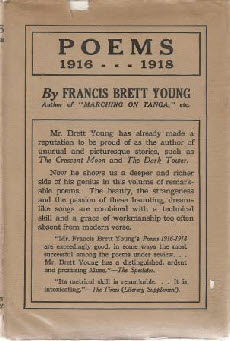 POEMS
1916 . . . 1918
By FRANCIS BRETT YOUNG
Author of "MARCHING ON TANGA," etc.
Mr. Brett Young has already made a
reputation to be proud of as the author of
unusual and picturesque stories, such as
The Crescent Moon and The Dark Tower.
Now he shows us a deeper and richer
side of his genius in this volume of remark-
able poems. The beauty, the strangeness
and the passion of these haunting, dream-
like songs are combined with a technical
skill and a grace of workmanship too often
absent from modern verse.
"Mr. Francis Brett Young's Poems 1916-1918
are exceedingly good, in some ways the most
successful among the poems under review. . .
Mr. Brett Young has a distinguished, ardent
and promising Muse."—The Spectator.
"Its metrical skill is remarkable. . . It is
interesting."—The Times (Literary Supplement).